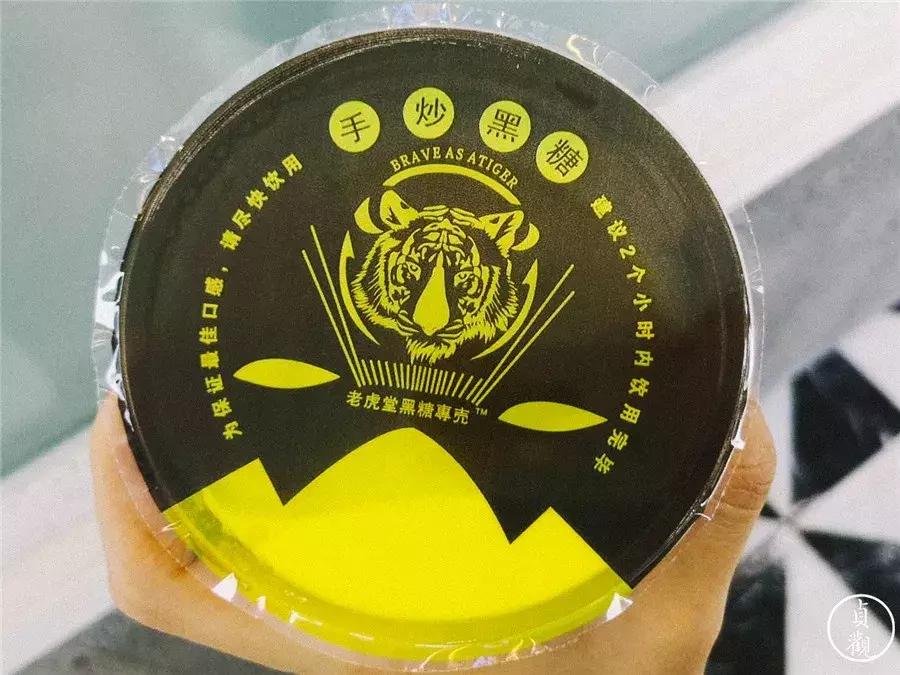 手炒黑糖
BRAVE AS ATIGER
为保证最佳口感，请尽快饮用
建议2个小时内饮用完毕
老虎堂黑糖專売™
貞觀